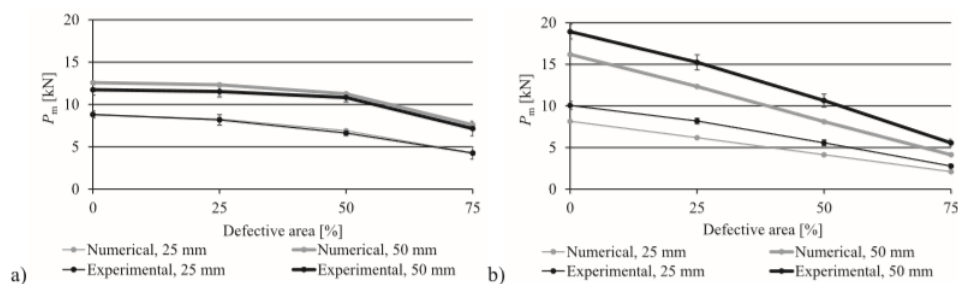 20
15
10
5
0
Pm [kN]
0 25 50 75
Defective area [%]
Numerical, 25 mm Numerical, 50 mm
Experimental, 25 mm Experimental, 50 mm
a)
20
15
10
5
0
Pm [kN]
0 25 50 75
Defective area [%]
Numerical, 25 mm Numerical, 50 mm
Experimental, 25 mm Experimental, 50 mm
b)